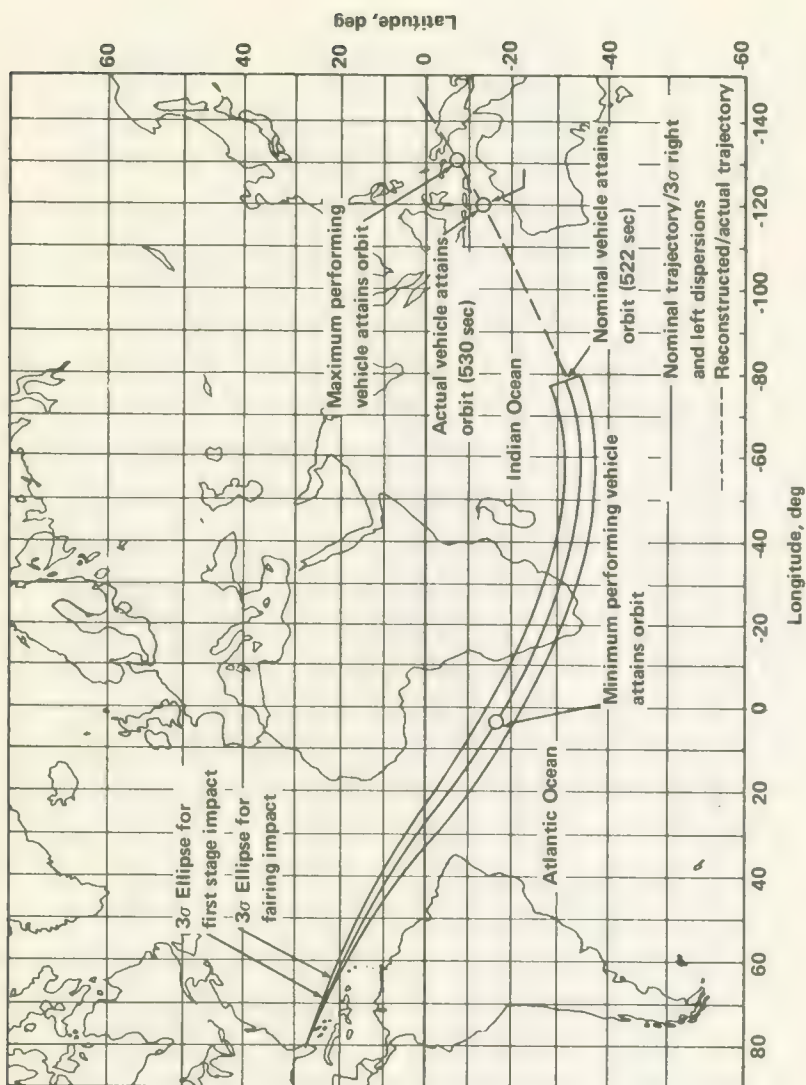 Latitude, deg
60
40
20
0
-20
-40
-60
3σ Ellipse for
first stage impact
3σ Ellipse for
fairing impact
Maximum performing
vehicle attains orbit
Actual vehicle attains
orbit (530 sec)
Indian Ocean
Atlantic Ocean
Minimum performing vehicle
attains orbit
Nominal vehicle attains
orbit (522 sec)
Nominal trajectory/3σ right
and left dispersions
Reconstructed/actual trajectory
80
60
40
20
0
-20
-40
-60
-80
-100
-120
-140
Longitude, deg